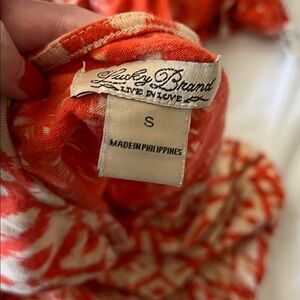 Lucky Brand
LIVE IN LOVE
S
MADE IN PHILIPPINES